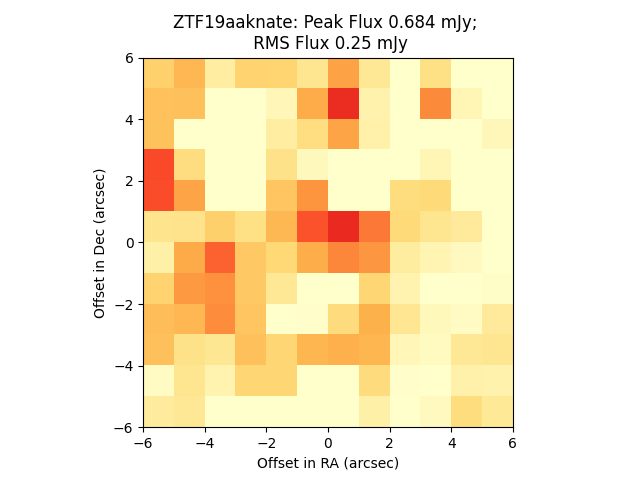 ZTF19aaknate: Peak Flux 0.684 mJy;
RMS Flux 0.25 mJy
6
4
2
0
−2
−4
−6
Offset in Dec (arcsec)
−6 −4 −2 0 2 4 6
Offset in RA (arcsec)